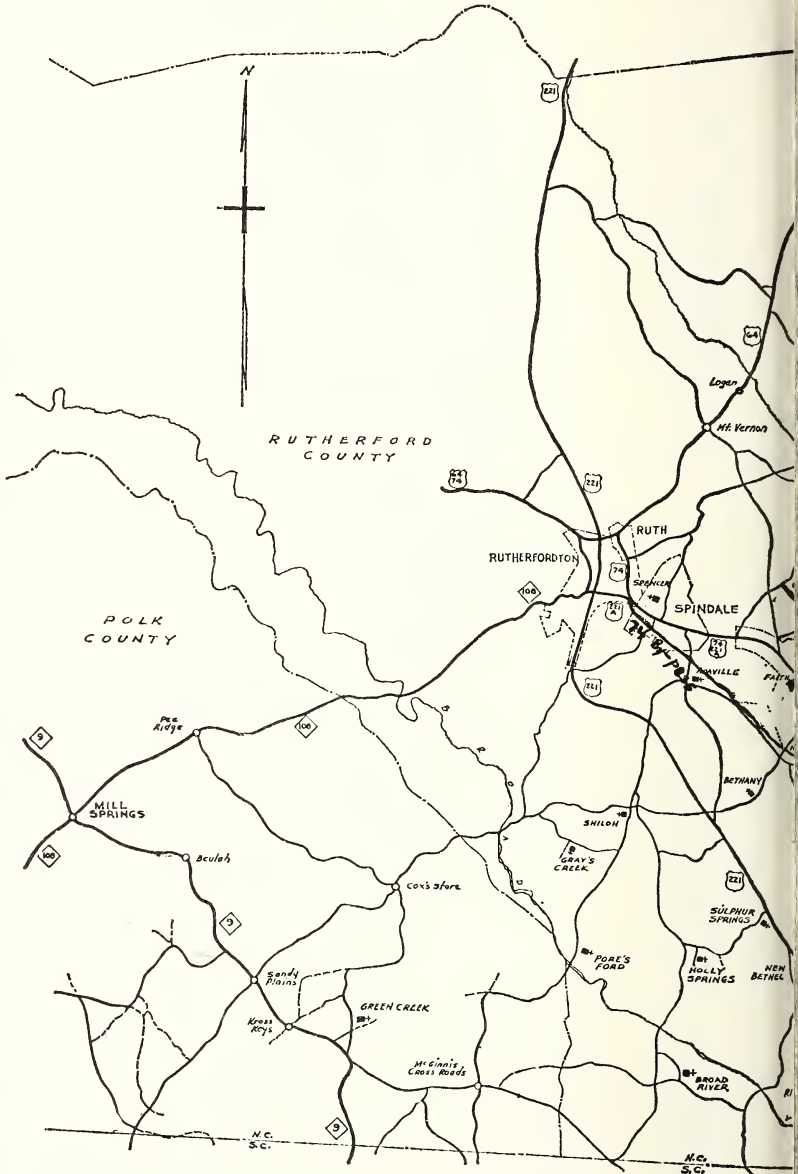 N
221
64
Logan
Mt. Vernon
RUTHERFORD
COUNTY
64
74
221
RUTH
RUTHERFORDTON
74
SPENCER
108
221
A
SPINDALE
74
221
A
74 By-pass
POLK
COUNTY
221
FAITH
Pea
Ridge
108
BROAD
9
BETHANY
MILL
SPRINGS
SHILOH
108
Beulah
GRAY'S
CREEK
Cox's Store
221
9
SULPHUR
SPRINGS
PORE'S
FORD
HOLLY
SPRINGS
NEW
BETHEL
Sandy
Plains
GREEN CREEK
Kross
Keys
McGinnis
Cross Roads
BROAD
RIVER
RI
9
N.C.
S.C.
N.C.
S.C.